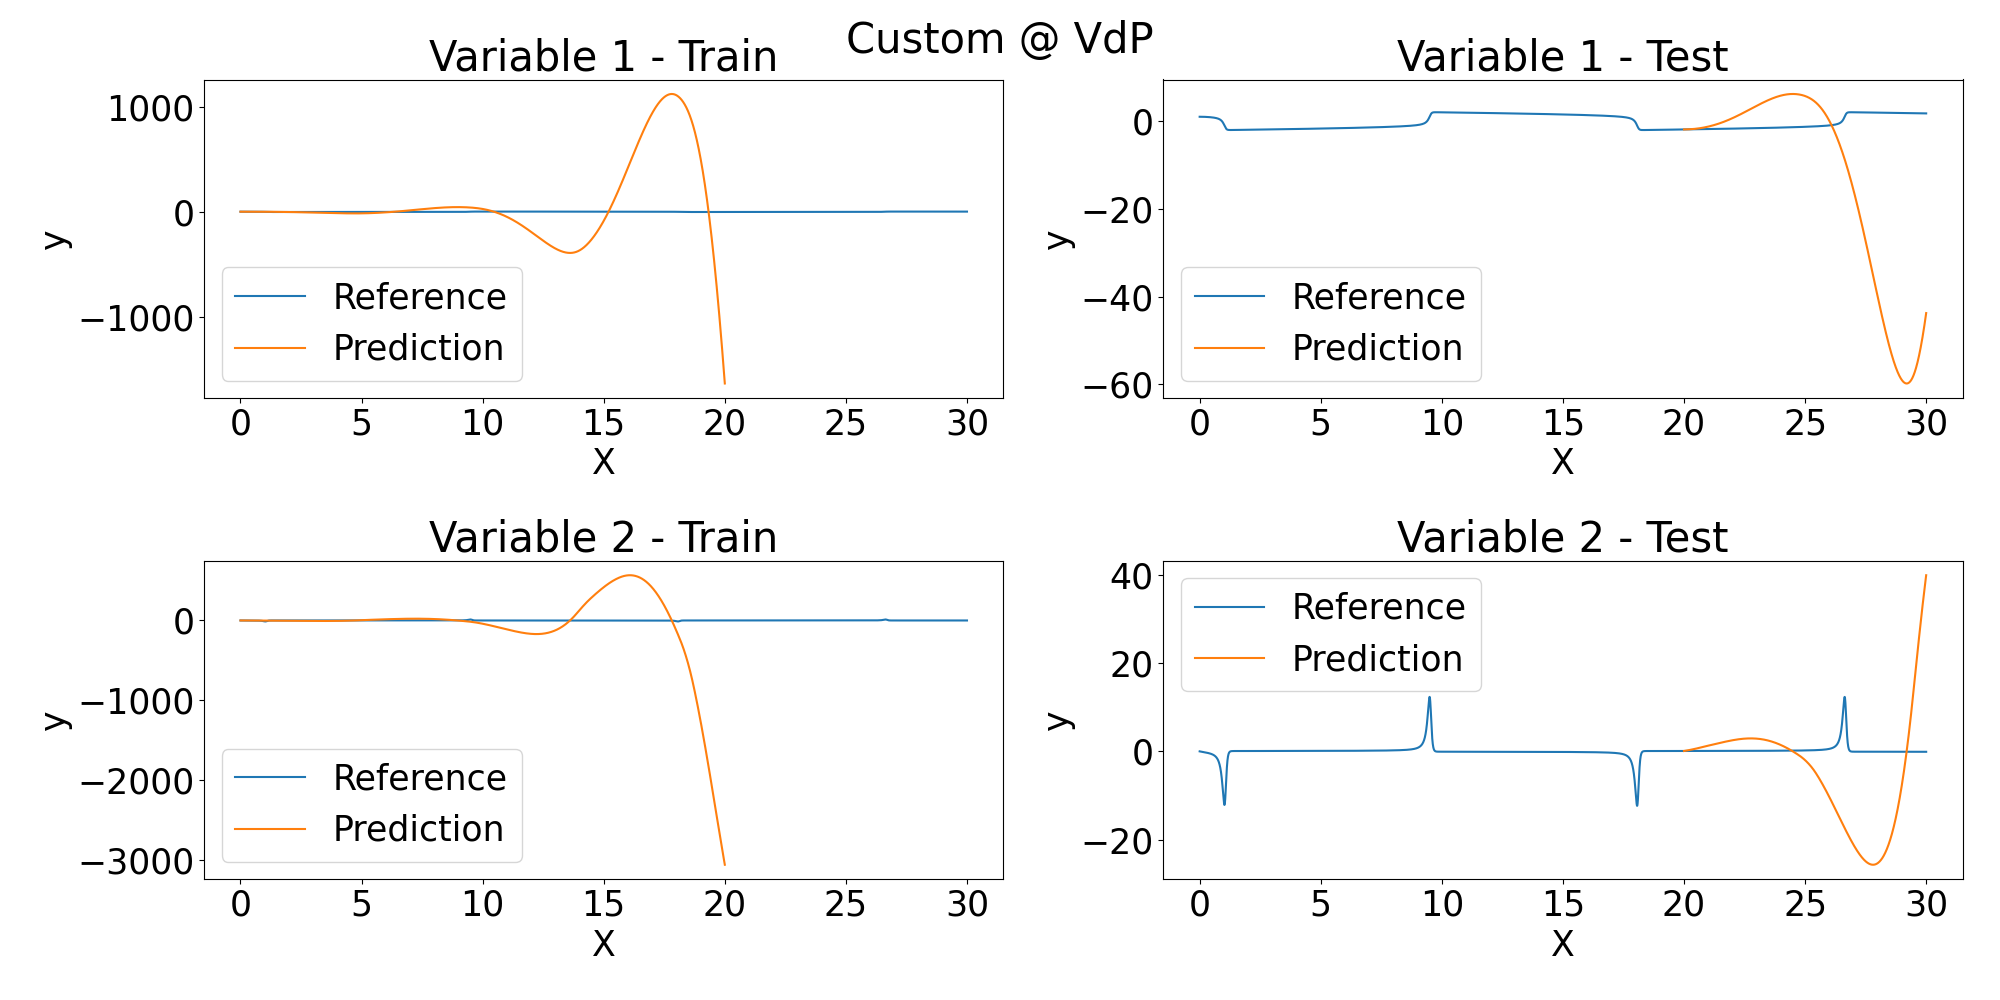 Custom @ VdP
Variable 1 - Train
1000
0
−1000
y
Reference
Prediction
0 5 10 15 20 25 30
X
Variable 1 - Test
0
−20
−40
−60
y
Reference
Prediction
0 5 10 15 20 25 30
X
Variable 2 - Train
0
−1000
−2000
−3000
y
Reference
Prediction
0 5 10 15 20 25 30
X
Variable 2 - Test
40
20
0
−20
y
Reference
Prediction
0 5 10 15 20 25 30
X